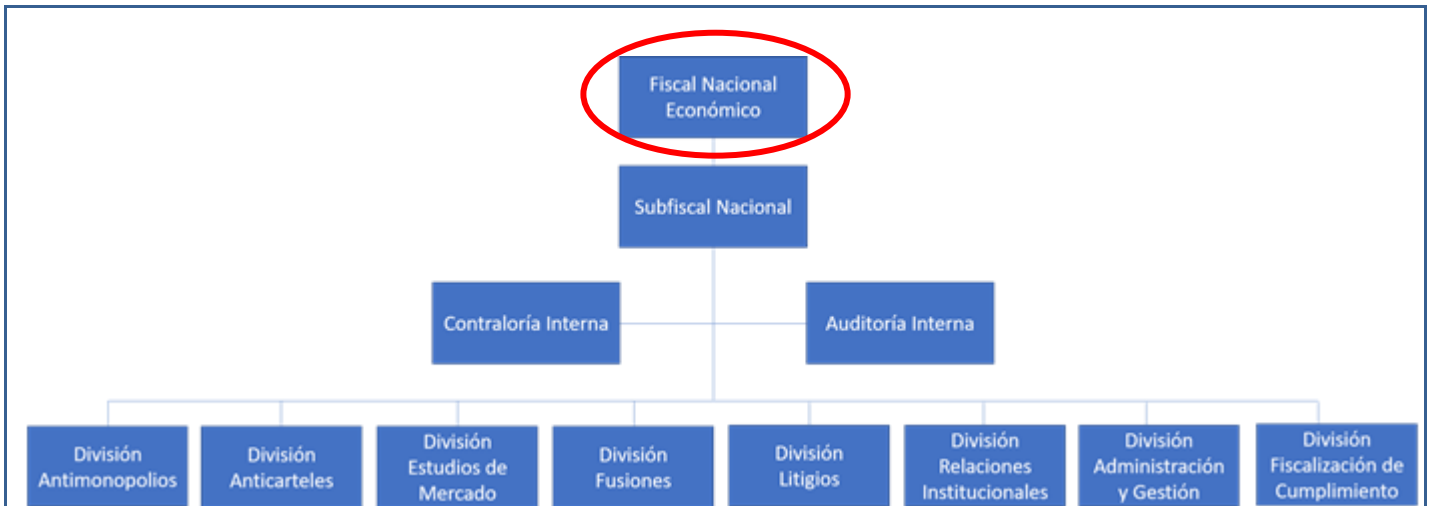 Fiscal Nacional
Económico
Subfiscal Nacional
Contraloría Interna
Auditoría Interna
División
Antimonopolios
División
Anticarteles
División
Estudios de
Mercado
División
Fusiones
División
Litigios
División
Relaciones
Institucionales
División
Administración
y Gestión
División
Fiscalización de
Cumplimiento